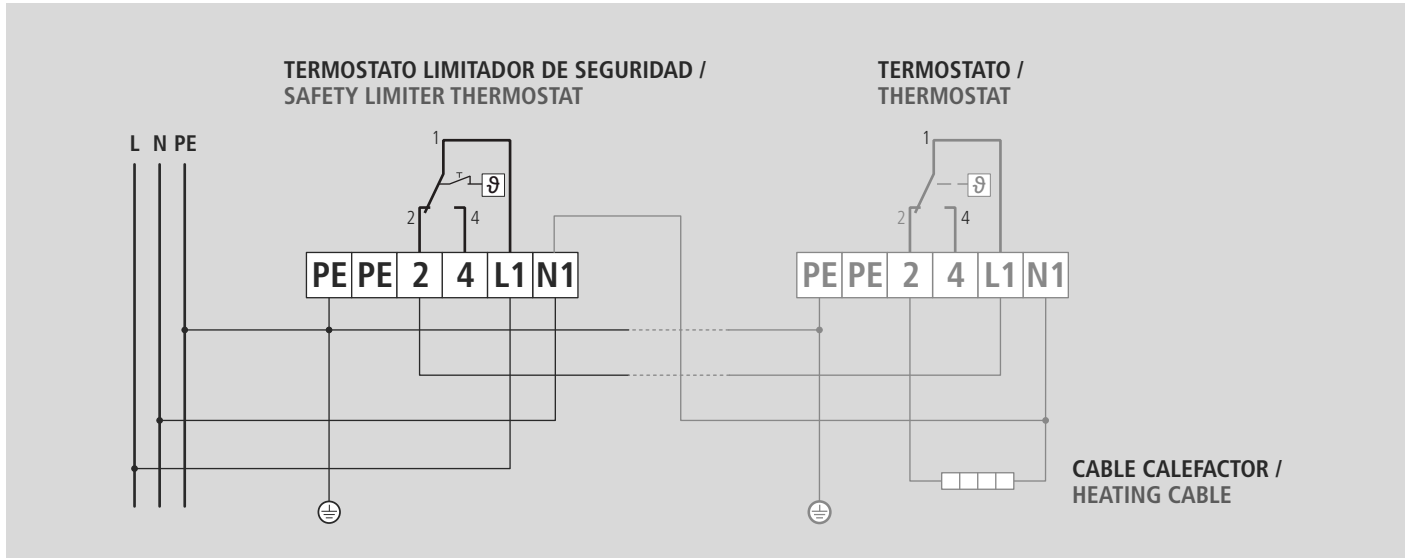 TERMOSTATO LIMITADOR DE SEGURIDAD /
SAFETY LIMITER THERMOSTAT
TERMOSTATO /
THERMOSTAT
L N PE
1
ϑ
2
4
PE PE 2 4 L1 N1
1
ϑ
2
4
PE PE 2 4 L1 N1
CABLE CALEFACTOR /
HEATING CABLE